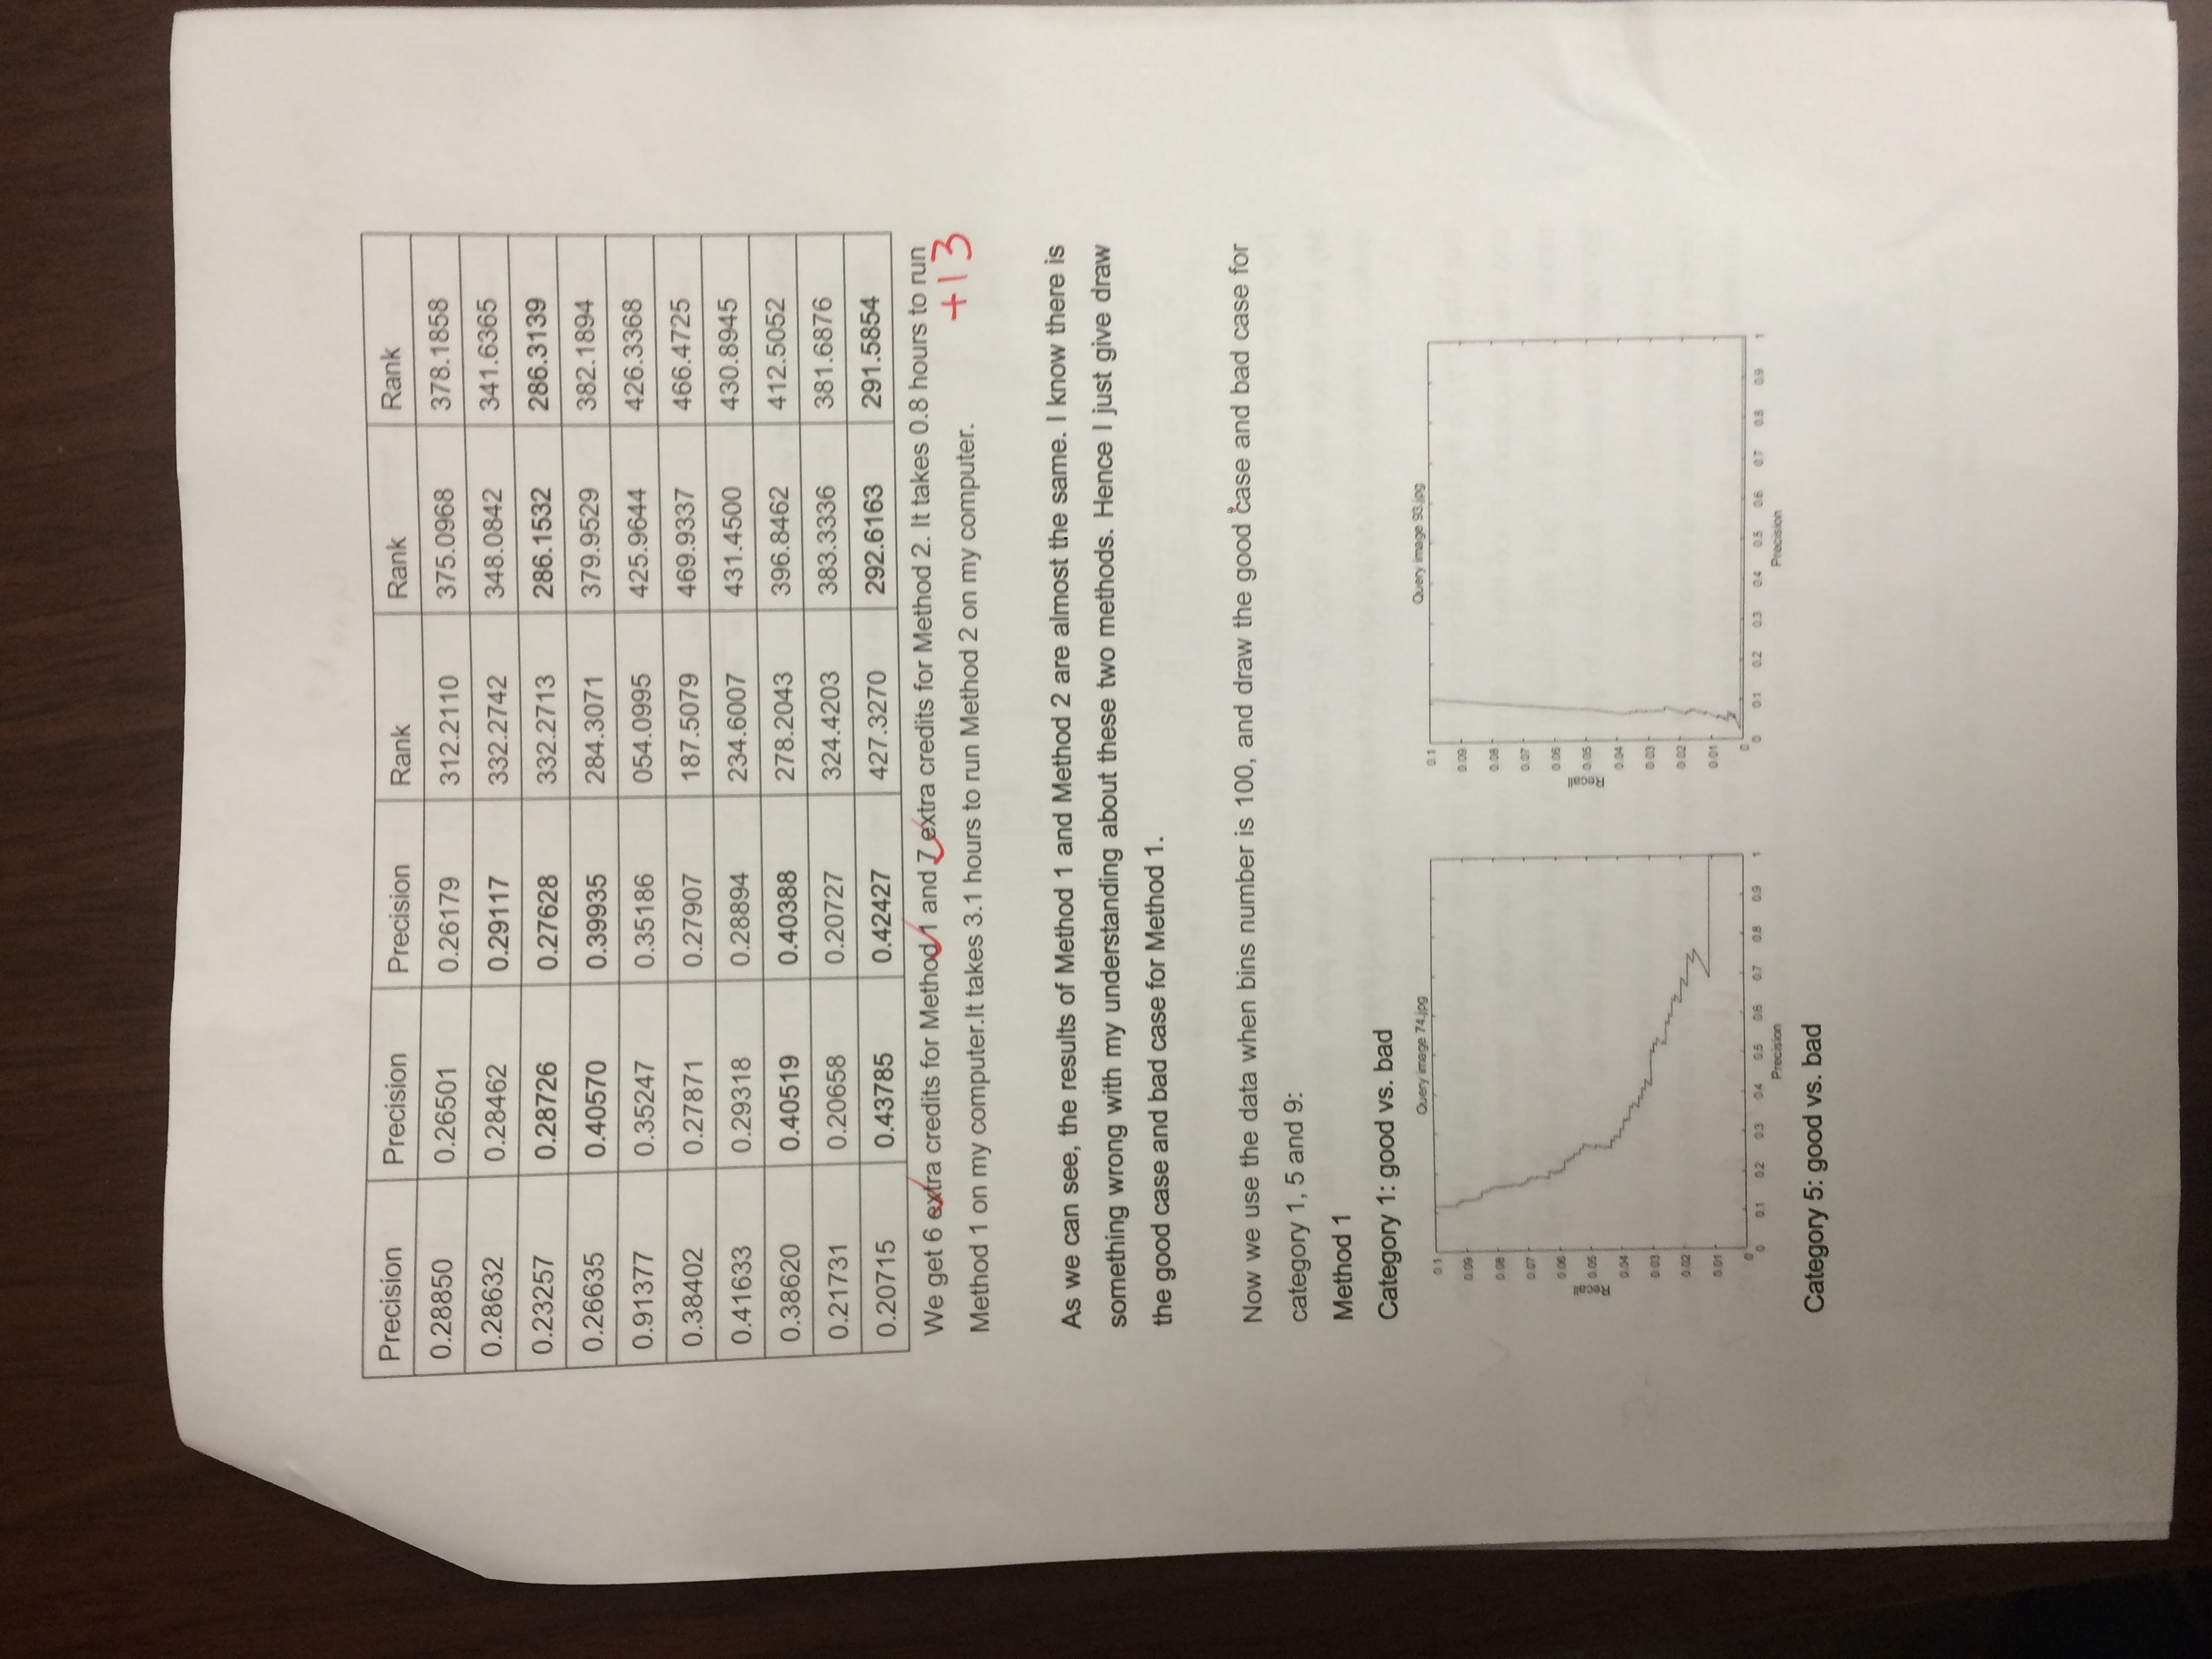 Precision Precision Precision Rank Rank Rank
0.28850 0.26501 0.26179 312.2110 375.0968 378.1858
0.28632 0.28462 0.29117 332.2742 348.0842 341.6365
0.23257 0.28726 0.27628 332.2713 286.1532 286.3139
0.26635 0.40570 0.39935 284.3071 379.9529 382.1894
0.91377 0.35247 0.35186 054.0995 425.9644 426.3368
0.38402 0.27871 0.27907 187.5079 469.9337 466.4725
0.41633 0.29318 0.28894 234.6007 431.4500 430.8945
0.38620 0.40519 0.40388 278.2043 396.8462 412.5052
0.21731 0.20658 0.20727 324.4203 383.3336 381.6876
0.20715 0.43785 0.42427 427.3270 292.6163 291.5854
We get 6 extra credits for Method 1 and 7 extra credits for Method 2. It takes 0.8 hours to run
+13
Method 1 on my computer.It takes 3.1 hours to run Method 2 on my computer.
As we can see, the results of Method 1 and Method 2 are almost the same. I know there is
something wrong with my understanding about these two methods. Hence I just give draw
the good case and bad case for Method 1.
Now we use the data when bins number is 100, and draw the good case and bad case for
category 1, 5 and 9:
Method 1
Category 1: good vs. bad
Query image 74.jpg
0.1
0.09
0.08
0.07
0.06
0.05
0.04
0.03
0.02
0.01
0
Recall
0 0.1 0.2 0.3 0.4 0.5 0.6 0.7 0.8 0.9 1
Precision
Query image 93.jpg
0.1
0.09
0.08
0.07
0.06
0.05
0.04
0.03
0.02
0.01
0
Recall
0 0.1 0.2 0.3 0.4 0.5 0.6 0.7 0.8 0.9 1
Precision
Category 5: good vs. bad